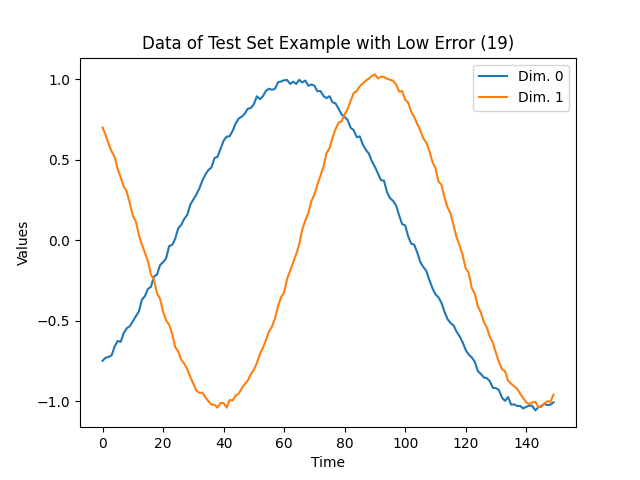 Data of Test Set Example with Low Error (19)
Dim. 0
Dim. 1
Values
1.0
0.5
0.0
−0.5
−1.0
0 20 40 60 80 100 120 140
Time